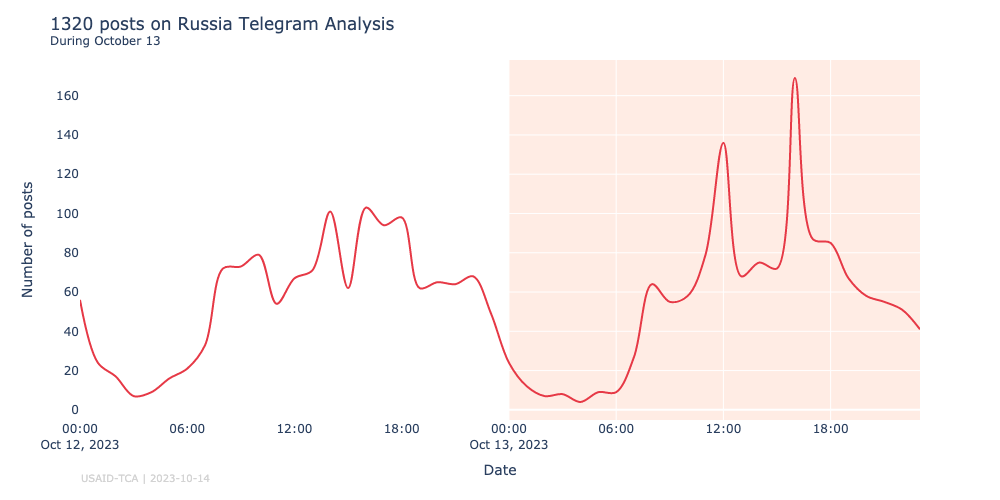 1320 posts on Russia Telegram Analysis
During October 13
Number of posts
160
140
120
100
80
60
40
20
0
00:00 06:00 12:00 18:00 00:00 06:00 12:00 18:00
Oct 12, 2023 Oct 13, 2023
Date
USAID-TCA | 2023-10-14